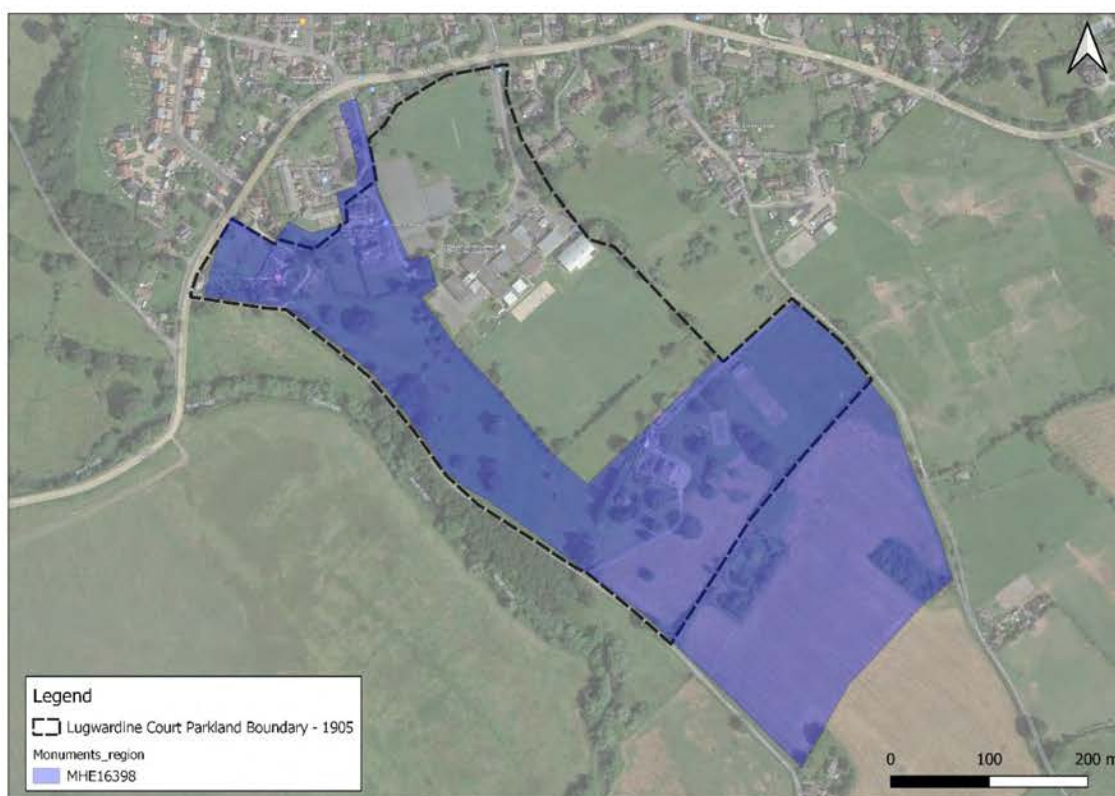 Legend
Lugwardine Court Parkland Boundary - 1905
Monuments_region
MHE16398
0 100 200 m